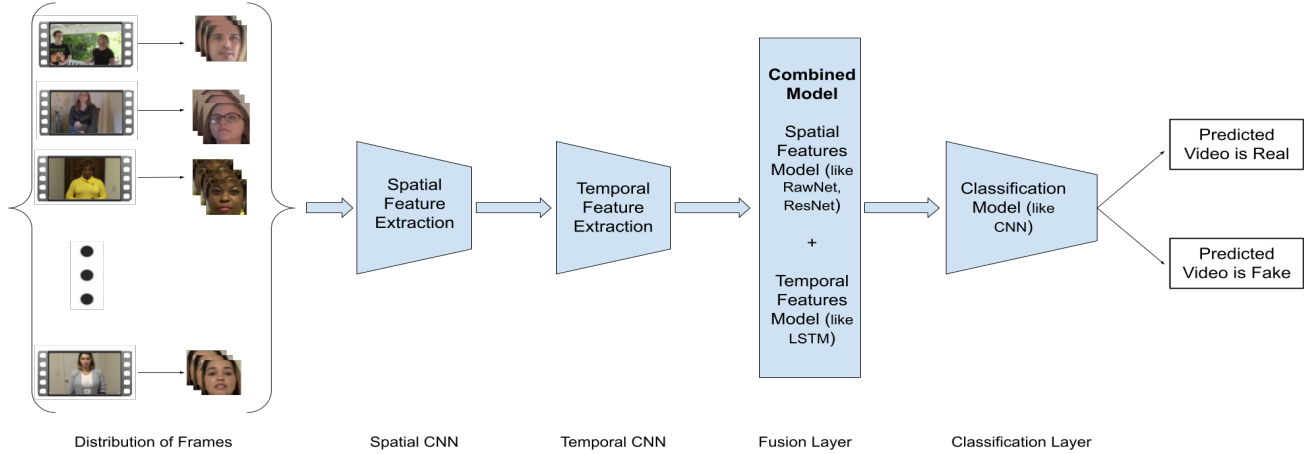 Spatial
Feature
Extraction
Temporal
Feature
Extraction
Combined
Model
Spatial
Features
Model (like
RawNet,
ResNet)
+
Temporal
Features
Model (like
LSTM)
Classification
Model (like
CNN)
Predicted
Video is Real
Predicted
Video is Fake
Distribution of Frames
Spatial CNN
Temporal CNN
Fusion Layer
Classification Layer